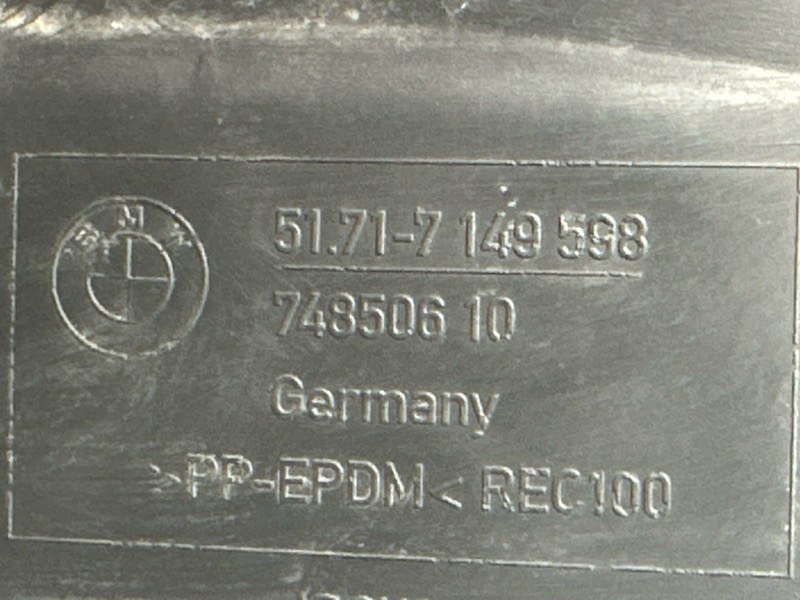 BMW
51.71-7 149 598
748506 10
Germany
>PP-EPDM< REC100